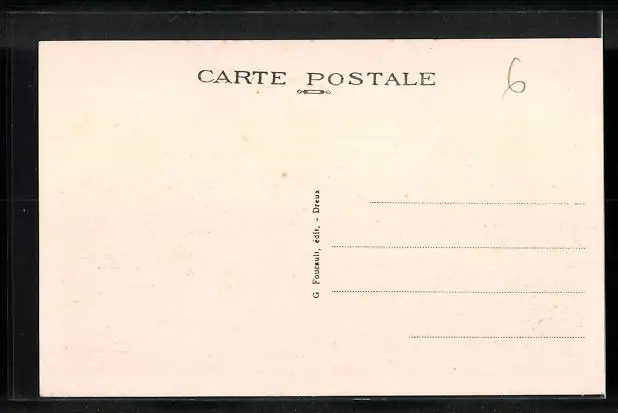 CARTE POSTALE
6
G. Foucault, édit. - Dreux